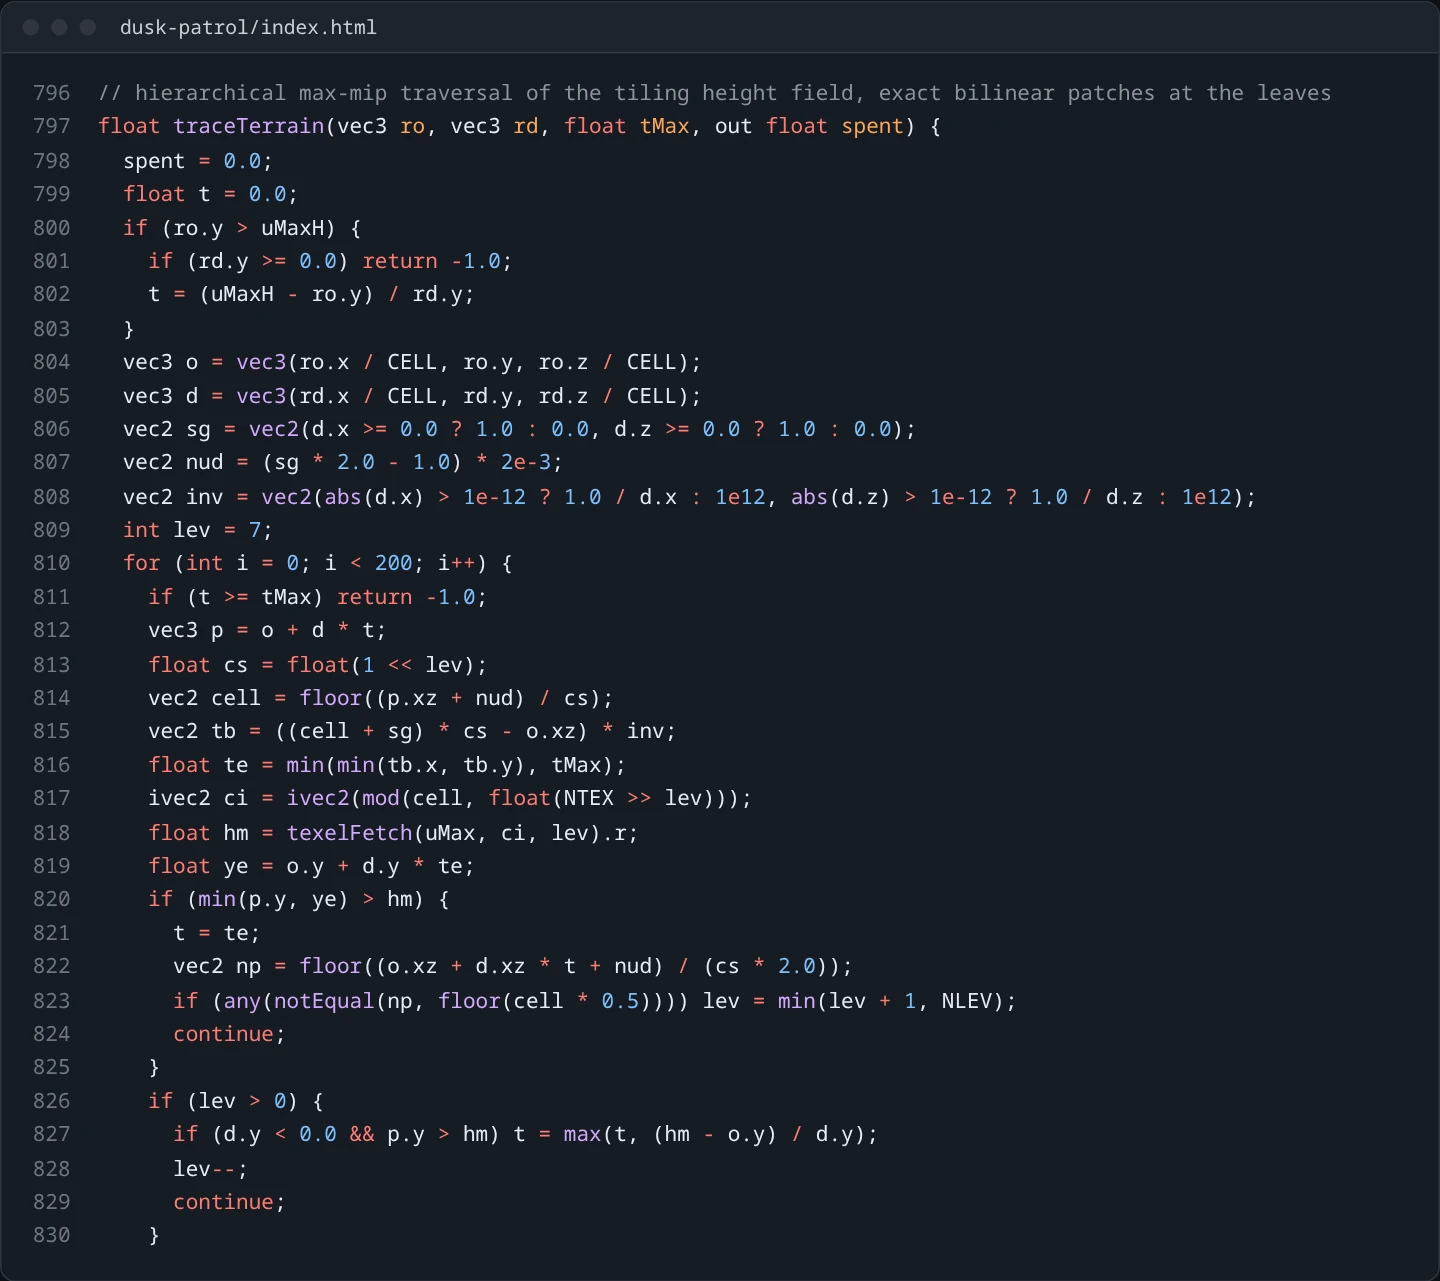 dusk-patrol/index.html
796 // hierarchical max-mip traversal of the tiling height field, exact bilinear patches at the leaves
797 float traceTerrain(vec3 ro, vec3 rd, float tMax, out float spent) {
798   spent = 0.0;
799   float t = 0.0;
800   if (ro.y > uMaxH) {
801     if (rd.y >= 0.0) return -1.0;
802     t = (uMaxH - ro.y) / rd.y;
803   }
804   vec3 o = vec3(ro.x / CELL, ro.y, ro.z / CELL);
805   vec3 d = vec3(rd.x / CELL, rd.y, rd.z / CELL);
806   vec2 sg = vec2(d.x >= 0.0 ? 1.0 : 0.0, d.z >= 0.0 ? 1.0 : 0.0);
807   vec2 nud = (sg * 2.0 - 1.0) * 2e-3;
808   vec2 inv = vec2(abs(d.x) > 1e-12 ? 1.0 / d.x : 1e12, abs(d.z) > 1e-12 ? 1.0 / d.z : 1e12);
809   int lev = 7;
810   for (int i = 0; i < 200; i++) {
811     if (t >= tMax) return -1.0;
812     vec3 p = o + d * t;
813     float cs = float(1 << lev);
814     vec2 cell = floor((p.xz + nud) / cs);
815     vec2 tb = ((cell + sg) * cs - o.xz) * inv;
816     float te = min(min(tb.x, tb.y), tMax);
817     ivec2 ci = ivec2(mod(cell, float(NTEX >> lev)));
818     float hm = texelFetch(uMax, ci, lev).r;
819     float ye = o.y + d.y * te;
820     if (min(p.y, ye) > hm) {
821       t = te;
822       vec2 np = floor((o.xz + d.xz * t + nud) / (cs * 2.0));
823       if (any(notEqual(np, floor(cell * 0.5)))) lev = min(lev + 1, NLEV);
824       continue;
825     }
826     if (lev > 0) {
827       if (d.y < 0.0 && p.y > hm) t = max(t, (hm - o.y) / d.y);
828       lev--;
829       continue;
830     }